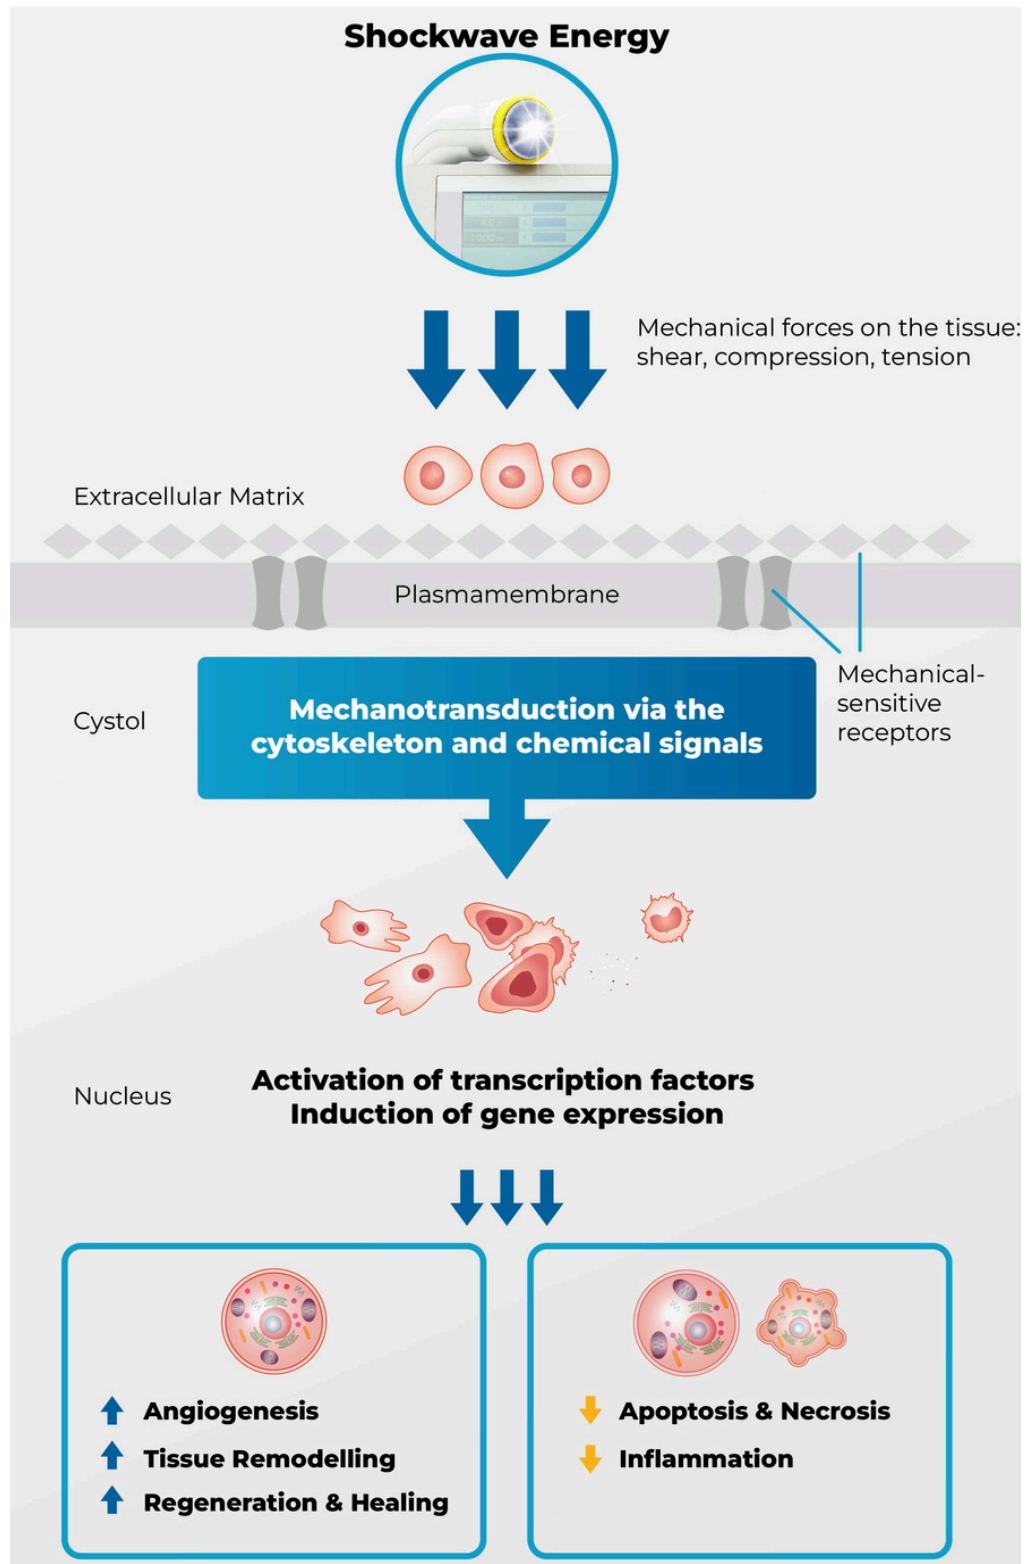 Shockwave Energy
Mechanical forces on the tissue:
shear, compression, tension
Extracellular Matrix
Plasmamembrane
Mechanical-
sensitive
receptors
Cystol
Mechanotransduction via the
cytoskeleton and chemical signals
Nucleus
Activation of transcription factors
Induction of gene expression
Angiogenesis
Tissue Remodelling
Regeneration & Healing
Apoptosis & Necrosis
Inflammation